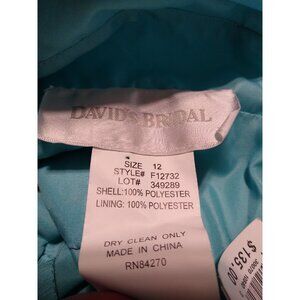 DAVID'S BRIDAL
SIZE 12
STYLE# F12732
LOT# 349289
SHELL:100% POLYESTER
LINING: 100% POLYESTER
DRY CLEAN ONLY
MADE IN CHINA
RN84270
$135.00